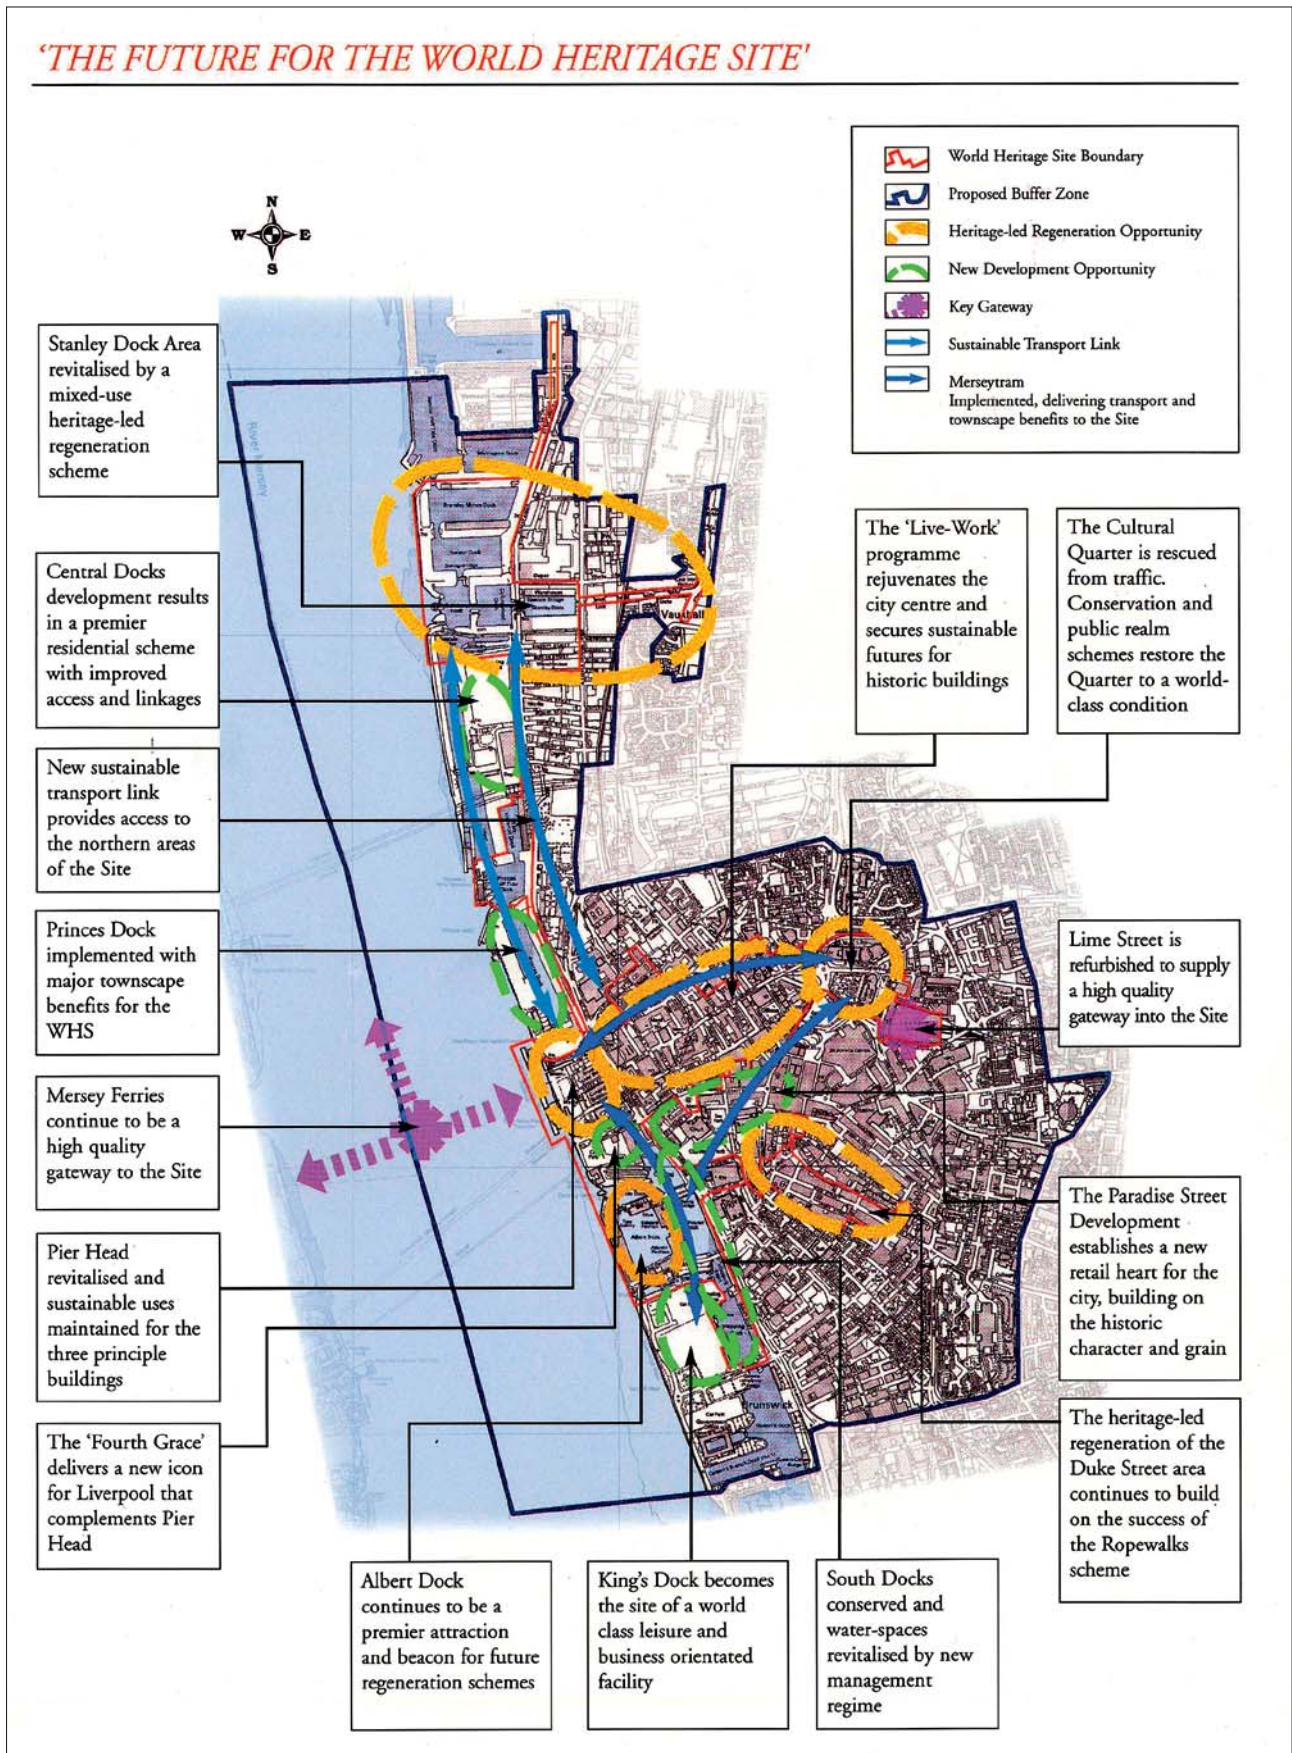 'THE FUTURE FOR THE WORLD HERITAGE SITE'
World Heritage Site Boundary
Proposed Buffer Zone
Heritage-led Regeneration Opportunity
New Development Opportunity
Key Gateway
Sustainable Transport Link
Merseytram
Implemented, delivering transport and
townscape benefits to the Site
N
W E
S
Stanley Dock Area
revitalised by a
mixed-use
heritage-led
regeneration
scheme
Central Docks
development results
in a premier
residential scheme
with improved
access and linkages
New sustainable
transport link
provides access to
the northern areas
of the Site
Princes Dock
implemented with
major townscape
benefits for the
WHS
Mersey Ferries
continue to be a
high quality
gateway to the Site
Pier Head
revitalised and
sustainable uses
maintained for the
three principle
buildings
The 'Fourth Grace'
delivers a new icon
for Liverpool that
complements Pier
Head
The 'Live-Work'
programme
rejuvenates the
city centre and
secures sustainable
futures for
historic buildings
The Cultural
Quarter is rescued
from traffic.
Conservation and
public realm
schemes restore the
Quarter to a world-
class condition
Lime Street is
refurbished to supply
a high quality
gateway into the Site
The Paradise Street
Development
establishes a new
retail heart for the
city, building on
the historic
character and grain
The heritage-led
regeneration of the
Duke Street area
continues to build
on the success of
the Ropewalks
scheme
Albert Dock
continues to be a
premier attraction
and beacon for future
regeneration schemes
King's Dock becomes
the site of a world
class leisure and
business orientated
facility
South Docks
conserved and
water-spaces
revitalised by new
management
regime
River Mersey
Vauxhall
Albert Dock
Brunswick